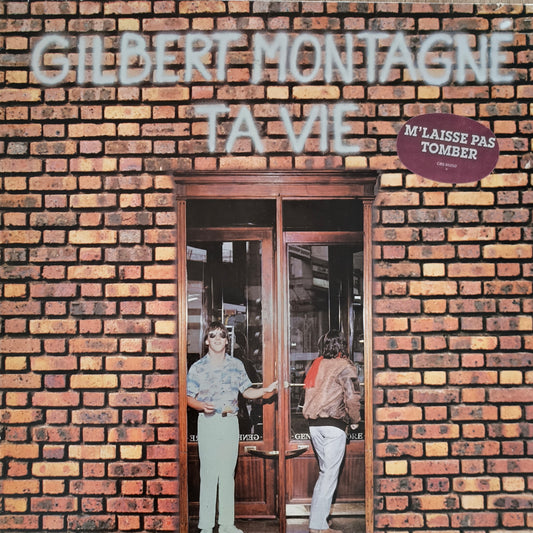 GILBERT MONTAGNÉ
TA VIE
M'LAISSE PAS
TOMBER